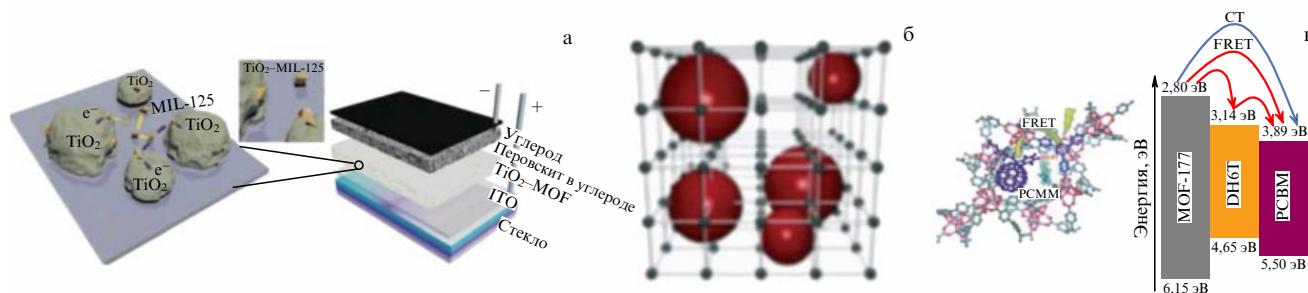 а
TiO₂
TiO₂–MIL-125
MIL-125
e⁻
TiO₂
TiO₂
e⁻
TiO₂
−
+
Углерод
Перовскит в углероде
TiO₂–MOF
ITO
Стекло
б
FRET
PCMM
CT
FRET
2,80 эВ
3,14 эВ
3,89 эВ
Энергия, эВ
MOF-177
DH6T
PCBM
4,65 эВ
5,50 эВ
6,15 эВ